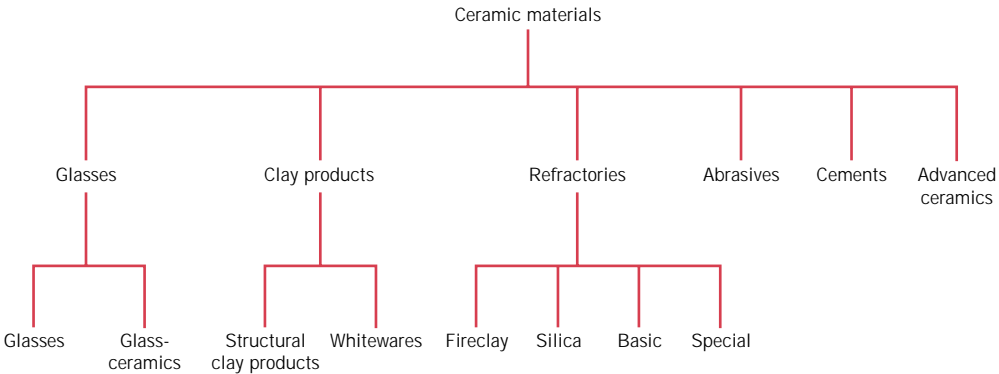 Ceramic materials
Glasses
Clay products
Refractories
Abrasives
Cements
Advanced
ceramics
Glasses
Glass-
ceramics
Structural
clay products
Whitewares
Fireclay
Silica
Basic
Special